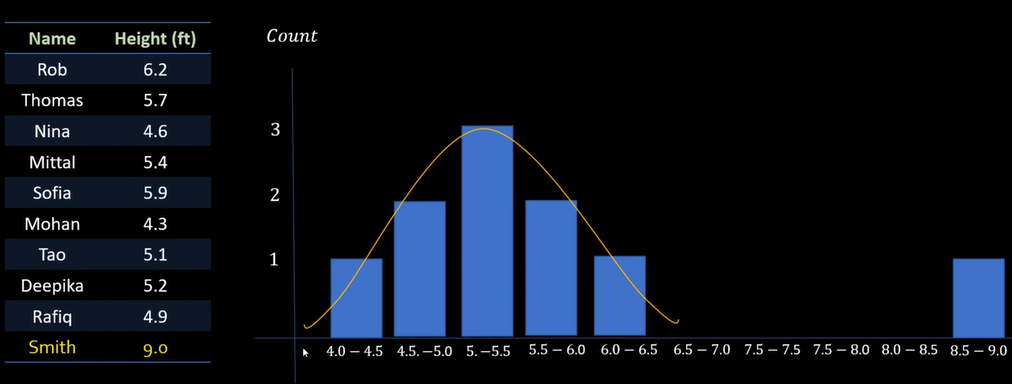 Name Height (ft)
Rob 6.2
Thomas 5.7
Nina 4.6
Mittal 5.4
Sofia 5.9
Mohan 4.3
Tao 5.1
Deepika 5.2
Rafiq 4.9
Smith 9.0
Count
3
2
1
4.0 − 4.5 4.5. −5.0 5. −5.5 5.5 − 6.0 6.0 − 6.5 6.5 − 7.0 7.5 − 7.5 7.5 − 8.0 8.0 − 8.5 8.5 − 9.0